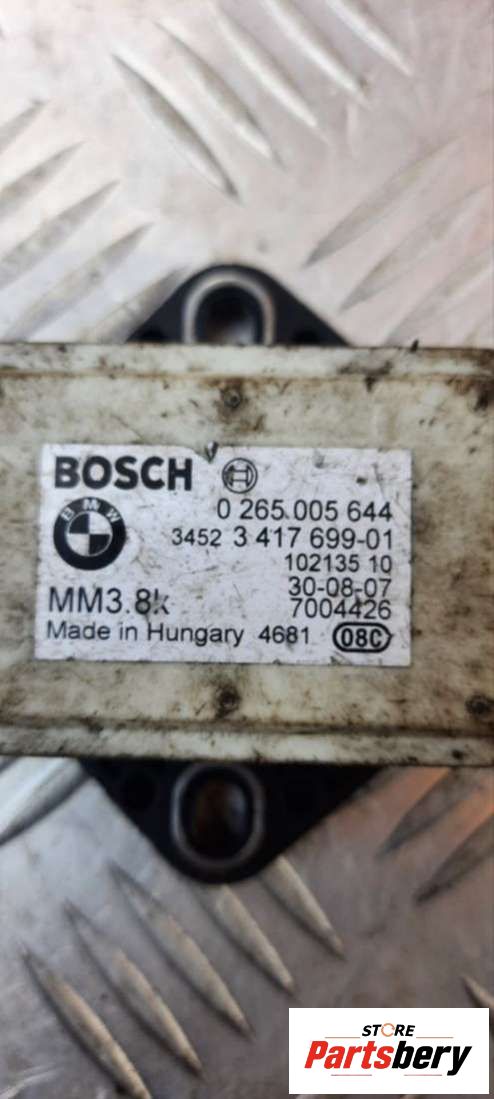 BOSCH
BMW
0 265 005 644
3452 3 417 699-01
102135 10
30-08-07
MM3.8k
7004426
Made in Hungary 4681 08C
STORE
Partsbery